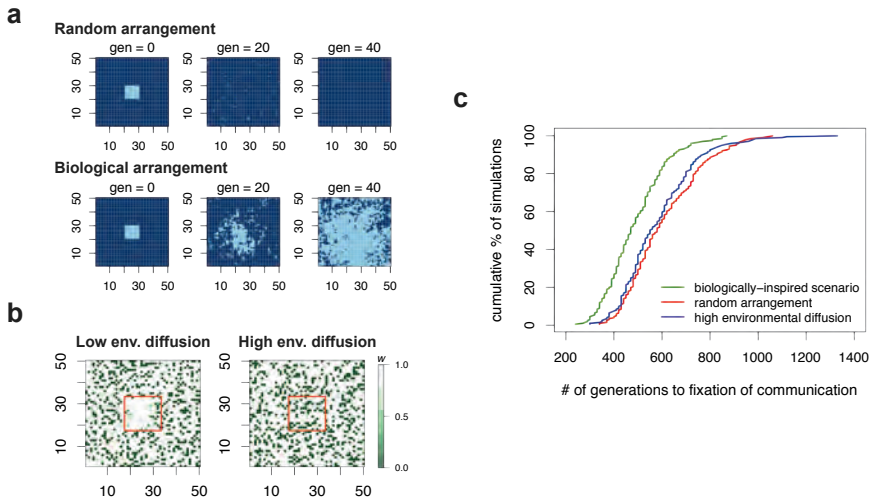 a
Random arrangement
gen = 0 gen = 20 gen = 40
50
30
10
10 30 50 10 30 50 10 30 50
Biological arrangement
gen = 0 gen = 20 gen = 40
50
30
10
10 30 50 10 30 50 10 30 50
b
Low env. diffusion High env. diffusion
w
50 50 1.0
30 30 0.5
10 10 0.0
10 30 50 10 30 50
c
cumulative % of simulations
100
80
60
40
20
0
biologically-inspired scenario
random arrangement
high environmental diffusion
200 400 600 800 1000 1200 1400
# of generations to fixation of communication